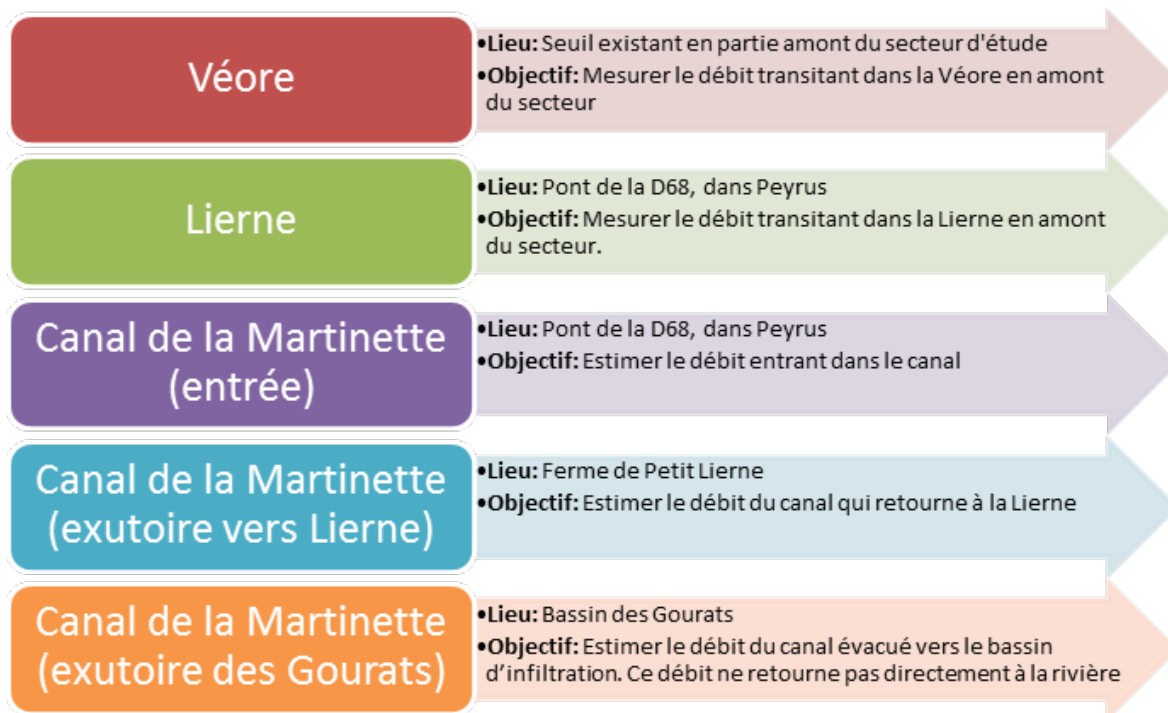 Véore
•Lieu: Seuil existant en partie amont du secteur d'étude
•Objectif: Mesurer le débit transitant dans la Véore en amont
du secteur
Lierne
•Lieu: Pont de la D68, dans Peyrus
•Objectif: Mesurer le débit transitant dans la Lierne en amont
du secteur.
Canal de la Martinette
(entrée)
•Lieu: Pont de la D68, dans Peyrus
•Objectif: Estimer le débit entrant dans le canal
Canal de la Martinette
(exutoire vers Lierne)
•Lieu: Ferme de Petit Lierne
•Objectif: Estimer le débit du canal qui retourne à la Lierne
Canal de la Martinette
(exutoire des Gourats)
•Lieu: Bassin des Gourats
•Objectif: Estimer le débit du canal évacué vers le bassin
d’infiltration. Ce débit ne retourne pas directement à la rivière